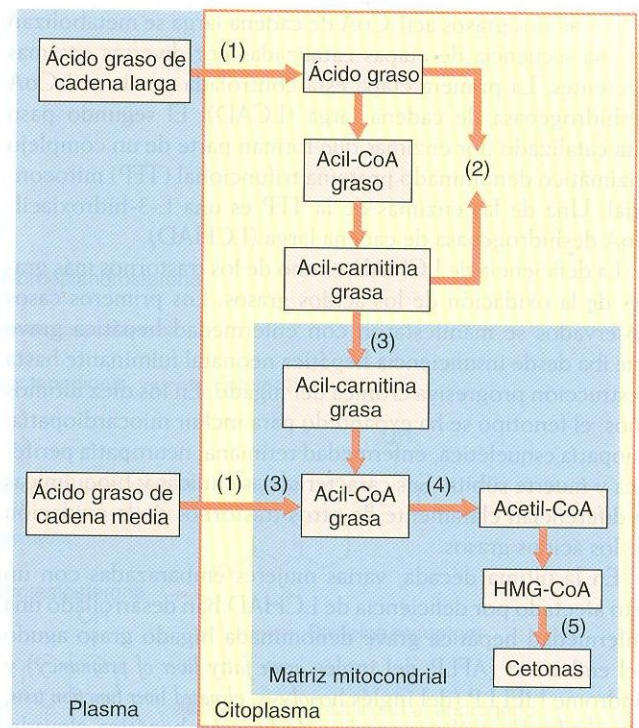 Ácido graso de
cadena larga
(1)
Ácido graso
Acil-CoA
graso
(2)
Acil-carnitina
grasa
(3)
Acil-carnitina
grasa
Ácido graso de
cadena media
(1)
(3)
Acil-CoA
grasa
(4)
Acetil-CoA
HMG-CoA
(5)
Cetonas
Matriz mitocondrial
Plasma
Citoplasma